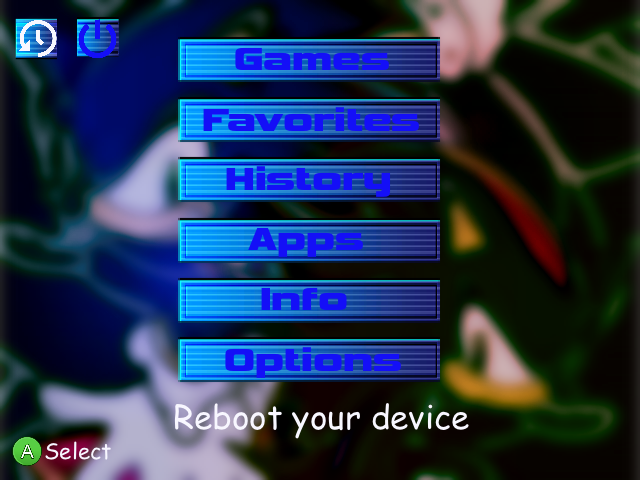 Games
Favorites
History
Apps
Info
Options
Reboot your device
A Select